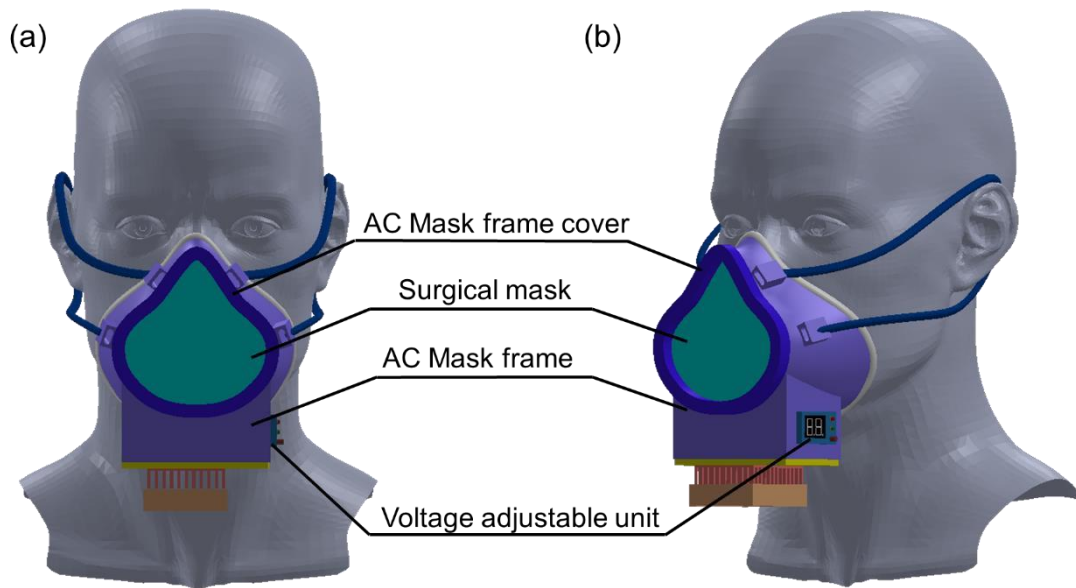 (a)
(b)
AC Mask frame cover
Surgical mask
AC Mask frame
Voltage adjustable unit